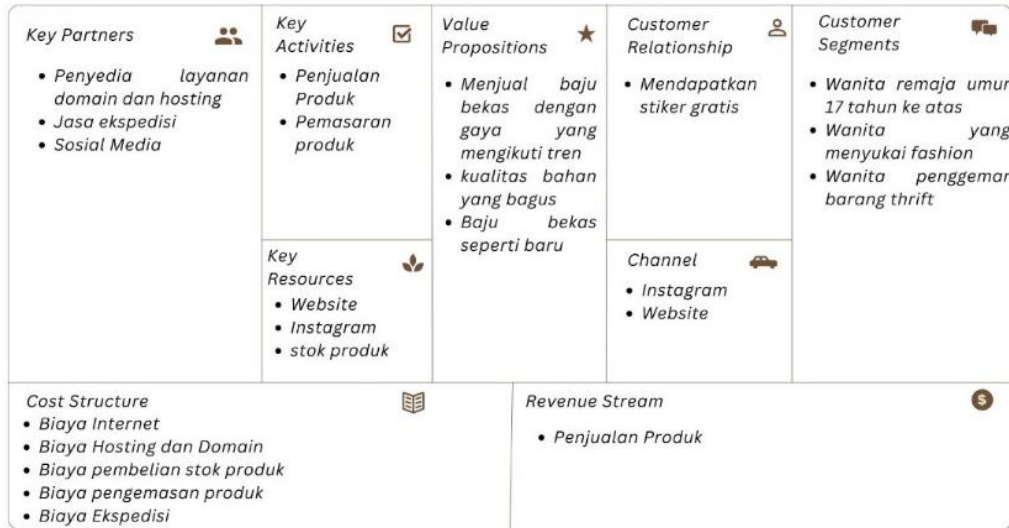 Key Partners
• Penyedia layanan
domain dan hosting
• Jasa ekspedisi
• Sosial Media
Key
Activities
• Penjualan
Produk
• Pemasaran
produk
Key
Resources
• Website
• Instagram
• stok produk
Value
Propositions
• Menjual baju
bekas dengan
gaya yang
mengikuti tren
• kualitas bahan
yang bagus
• Baju bekas
seperti baru
Customer
Relationship
• Mendapatkan
stiker gratis
Channel
• Instagram
• Website
Customer
Segments
• Wanita remaja umur
17 tahun ke atas
• Wanita yang
menyukai fashion
• Wanita penggemar
barang thrift
Cost Structure
• Biaya Internet
• Biaya Hosting dan Domain
• Biaya pembelian stok produk
• Biaya pengemasan produk
• Biaya Ekspedisi
Revenue Stream
$
• Penjualan Produk